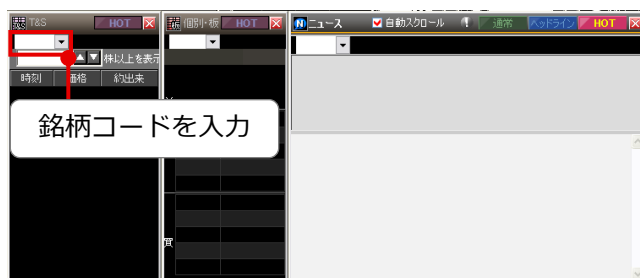 T&S HOT
株以上を表示
時刻 価格 約出来
銘柄コードを入力
個別・板 HOT
買
N ニュース 自動スクロール 通常 ヘッドライン HOT